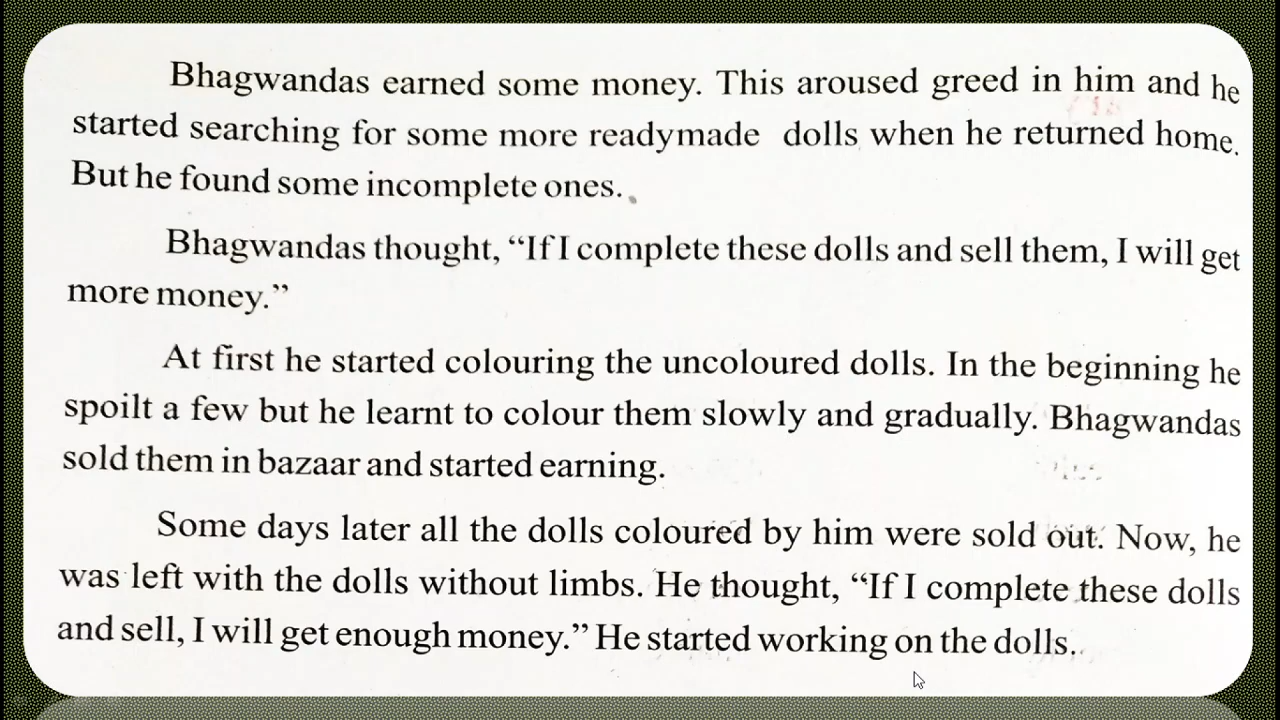 Bhagwandas earned some money. This aroused greed in him and he
started searching for some more readymade dolls when he returned home.
But he found some incomplete ones.
Bhagwandas thought, “If I complete these dolls and sell them, I will get
more money.”
At first he started colouring the uncoloured dolls. In the beginning he
spoilt a few but he learnt to colour them slowly and gradually. Bhagwandas
sold them in bazaar and started earning.
Some days later all the dolls coloured by him were sold out. Now, he
was left with the dolls without limbs. He thought, “If I complete these dolls
and sell, I will get enough money.” He started working on the dolls.